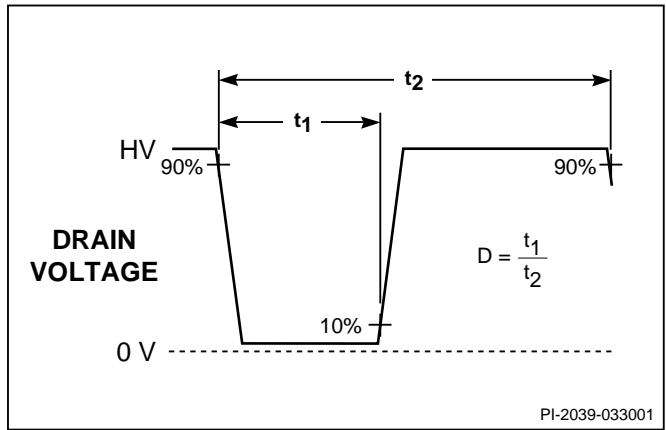 t2
t1
HV
90%
90%
DRAIN
VOLTAGE
D = t1
t2
10%
0 V
PI-2039-033001